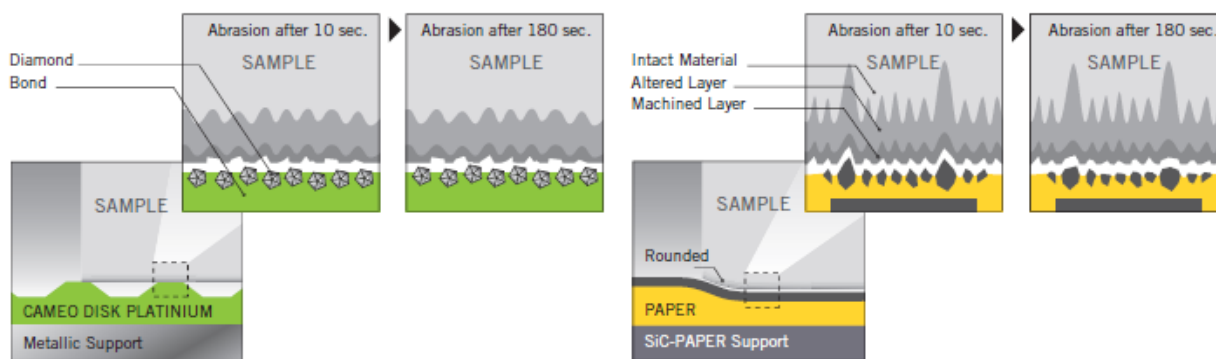 Abrasion after 10 sec.
Abrasion after 180 sec.
SAMPLE
SAMPLE
Diamond
Bond
SAMPLE
CAMEO DISK PLATINIUM
Metallic Support
Abrasion after 10 sec.
Abrasion after 180 sec.
SAMPLE
SAMPLE
Intact Material
Altered Layer
Machined Layer
SAMPLE
Rounded
PAPER
SiC-PAPER Support